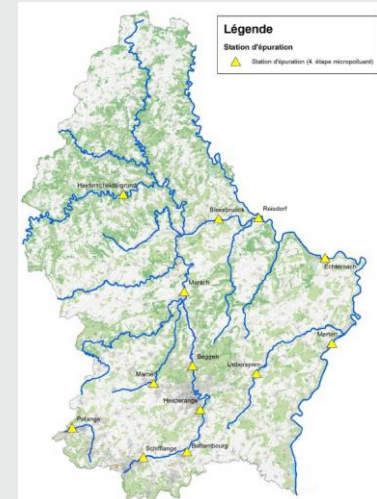 Légende
Station d'épuration
Station d'épuration (4. étape micropolluant)
Heiderscheidergrund
Bleesbruck
Reisdorf
Echternach
Mersch
Mertert
Beggen
Uebersyren
Mamer
Hesperange
Petange
Schifflange
Bettembourg